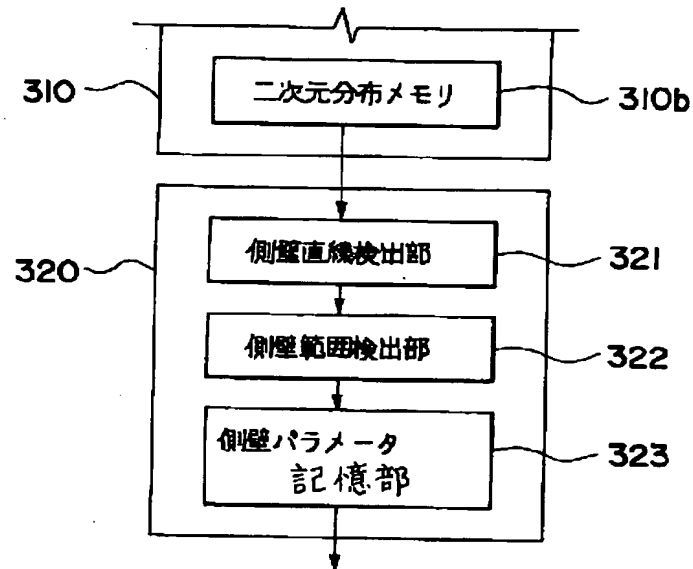 310
二次元分布メモリ
310b
320
側壁直線検出部
321
側壁範囲検出部
322
側壁パラメータ
記憶部
323